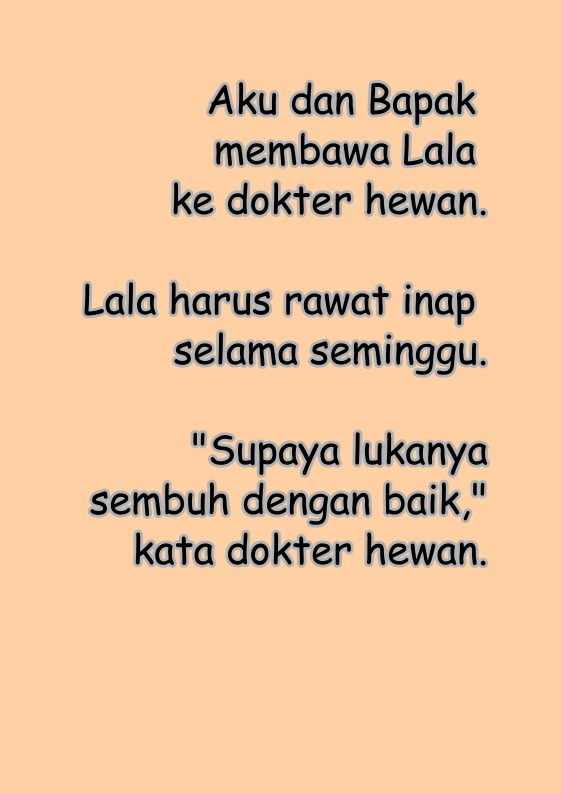 Aku dan Bapak
membawa Lala
ke dokter hewan.
Lala harus rawat inap
selama seminggu.
"Supaya lukanya
sembuh dengan baik,"
kata dokter hewan.